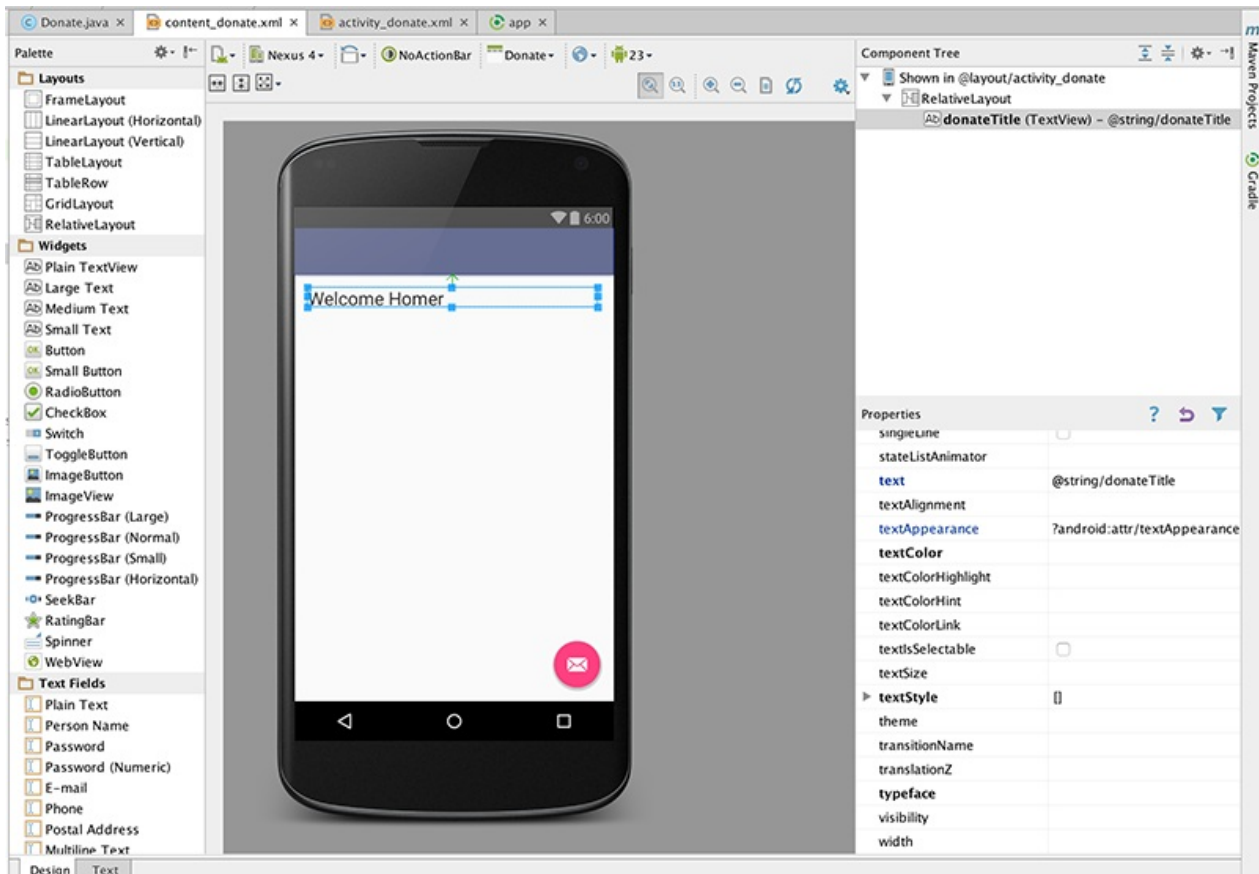 Donate.java ×
content_donate.xml ×
activity_donate.xml ×
app ×
Palette
Nexus 4
NoActionBar
Donate
23
Layouts
FrameLayout
LinearLayout (Horizontal)
LinearLayout (Vertical)
TableLayout
TableRow
GridLayout
RelativeLayout
Widgets
Plain TextView
Large Text
Medium Text
Small Text
Button
Small Button
RadioButton
CheckBox
Switch
ToggleButton
ImageButton
ImageView
ProgressBar (Large)
ProgressBar (Normal)
ProgressBar (Small)
ProgressBar (Horizontal)
SeekBar
RatingBar
Spinner
WebView
Text Fields
Plain Text
Person Name
Password
Password (Numeric)
E-mail
Phone
Postal Address
Multiline Text
Design
Text
6:00
Welcome Homer
Component Tree
Shown in @layout/activity_donate
RelativeLayout
Ab donateTitle (TextView) – @string/donateTitle
Properties
?
singleLine
stateListAnimator
text @string/donateTitle
textAlignment
textAppearance ?android:attr/textAppearance
textColor
textColorHighlight
textColorHint
textColorLink
textIsSelectable
textSize
textStyle []
theme
transitionName
translationZ
typeface
visibility
width
m
Maven Projects
Gradle